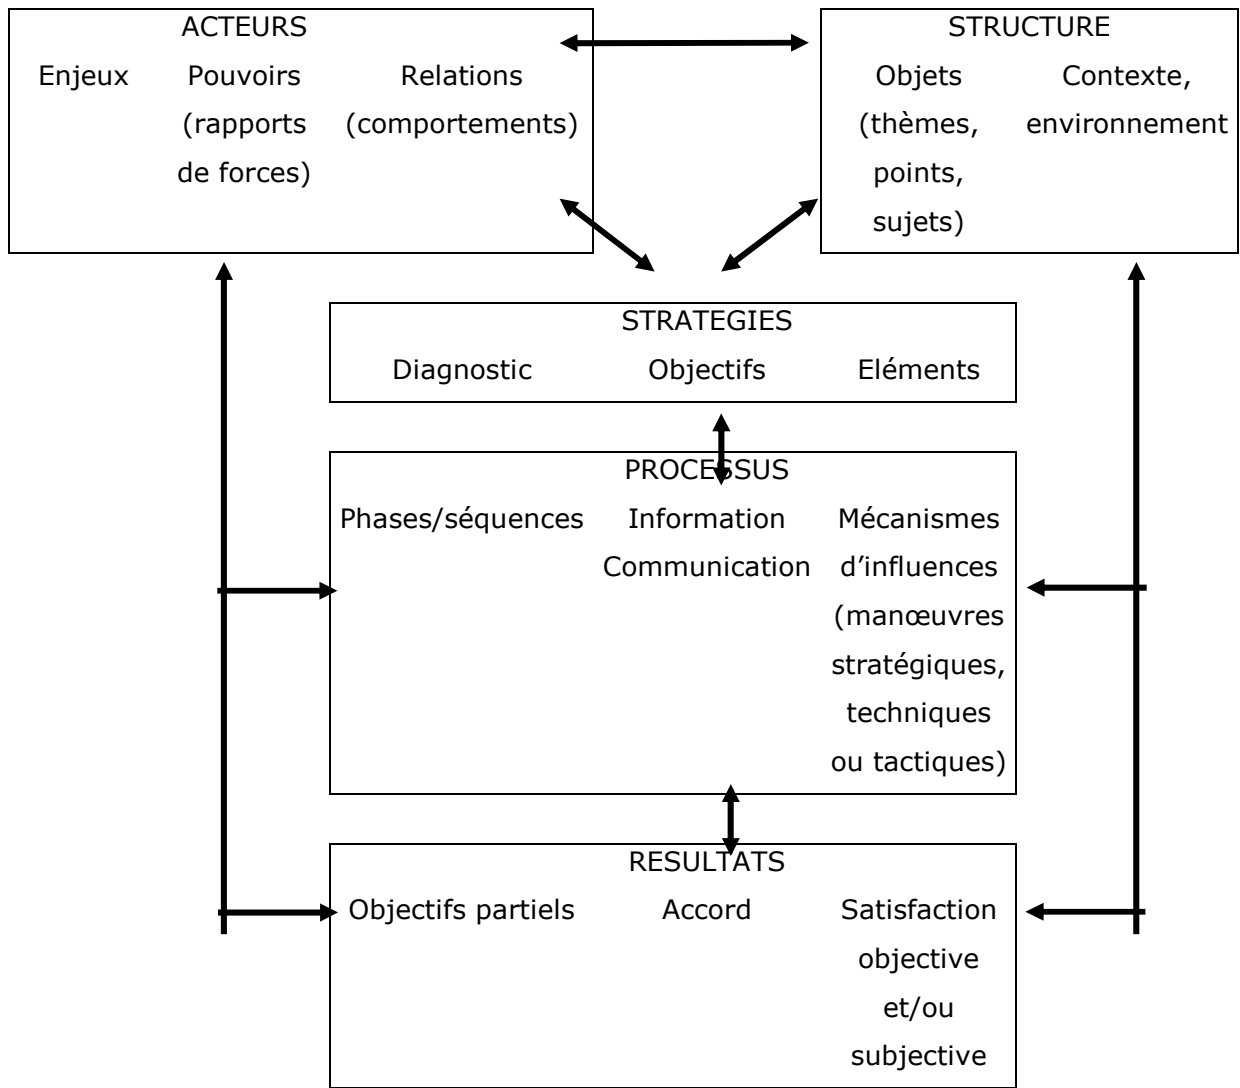 ACTEURS
Enjeux Pouvoirs Relations
(rapports (comportements)
de forces)
STRUCTURE
Objets Contexte,
(thèmes, environnement
points,
sujets)
STRATEGIES
Diagnostic Objectifs Eléments
PROCESSUS
Phases/séquences Information Mécanismes
Communication d’influences
(manœuvres
stratégiques,
techniques
ou tactiques)
RESULTATS
Objectifs partiels Accord Satisfaction
objective
et/ou
subjective